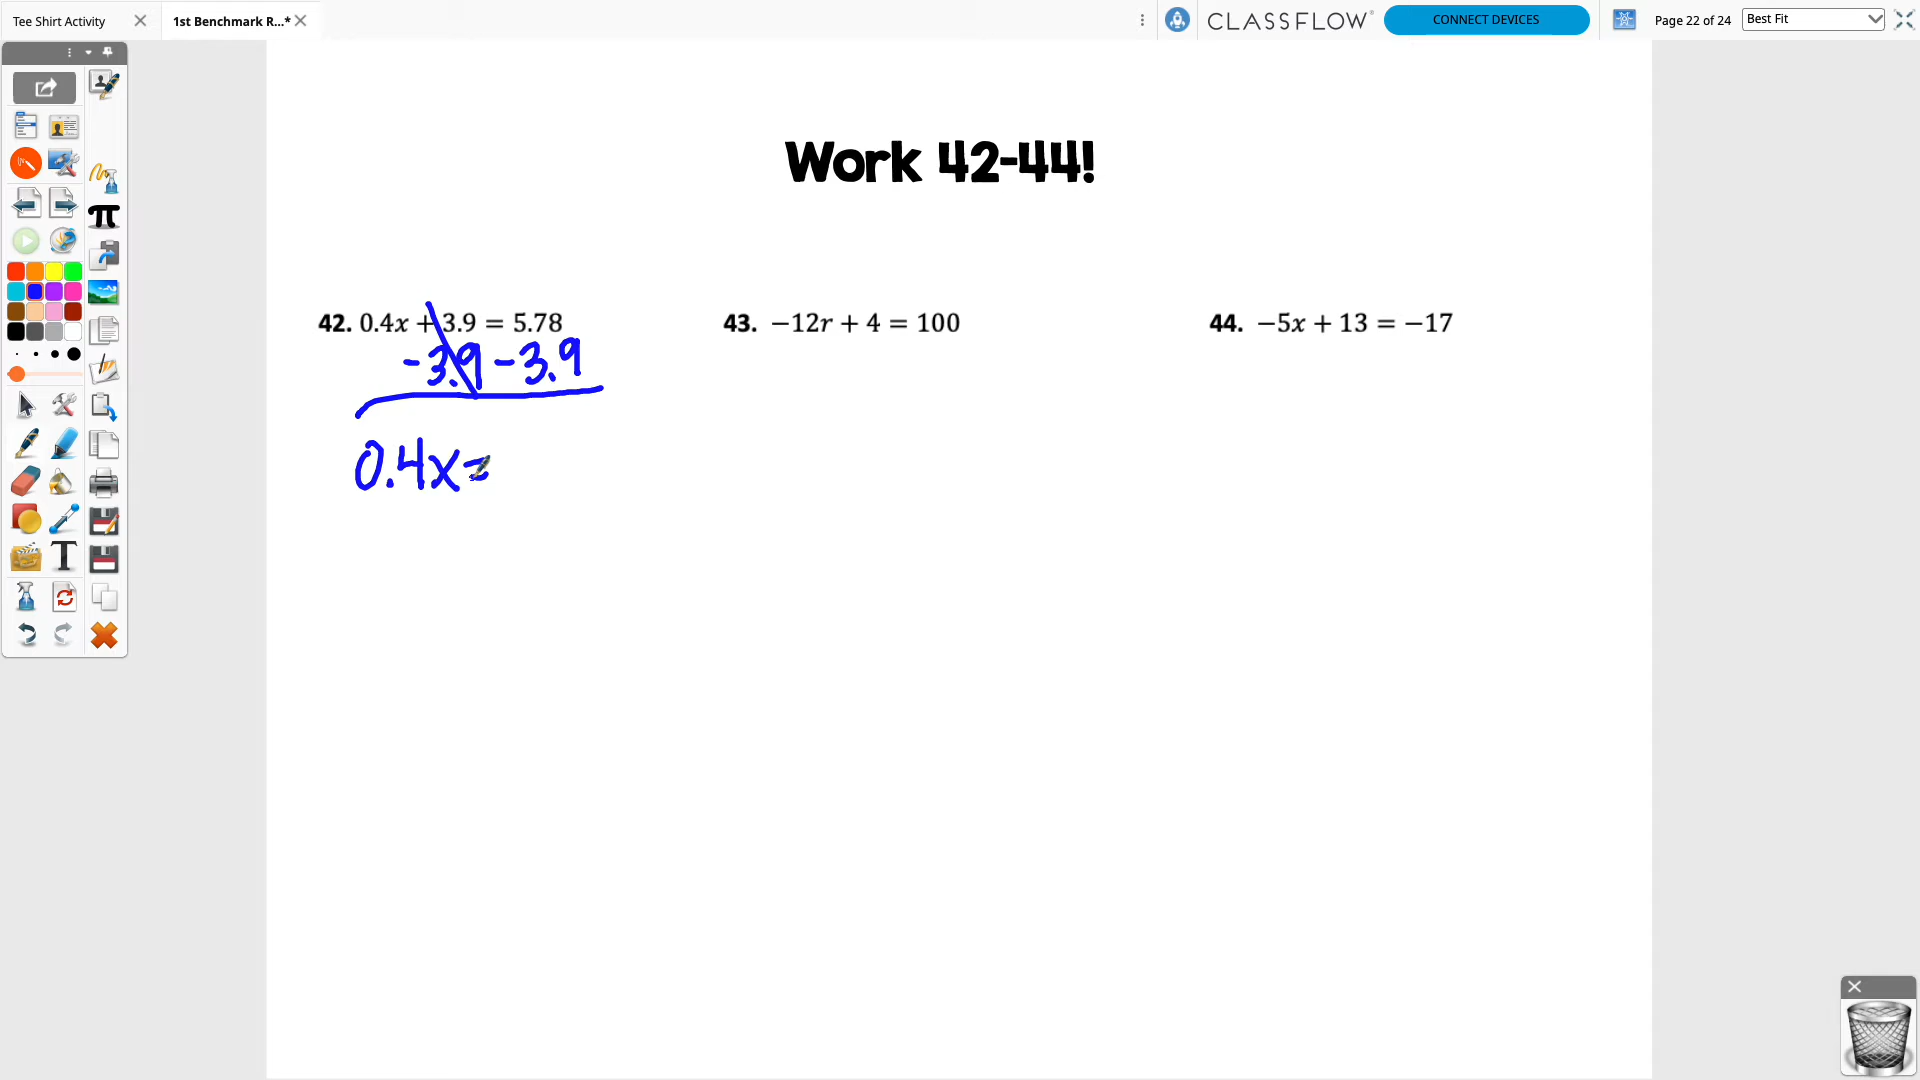 Tee Shirt Activity
1st Benchmark R...*
CLASSFLOW
CONNECT DEVICES
Page 22 of 24
Best Fit
π
T
Work 42-44!
42. 0.4x + 3.9 = 5.78
-3.9 -3.9
0.4x=
43. −12r + 4 = 100
44. −5x + 13 = −17